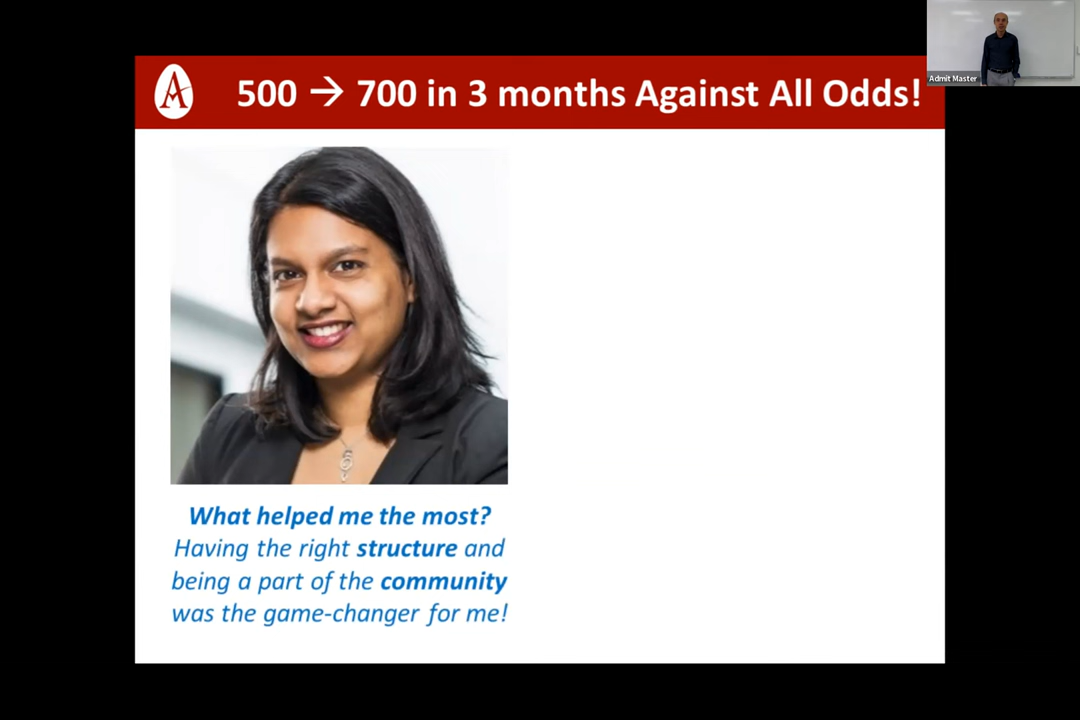 A
500 → 700 in 3 months Against All Odds!
Admit Master
What helped me the most?
Having the right structure and
being a part of the community
was the game-changer for me!